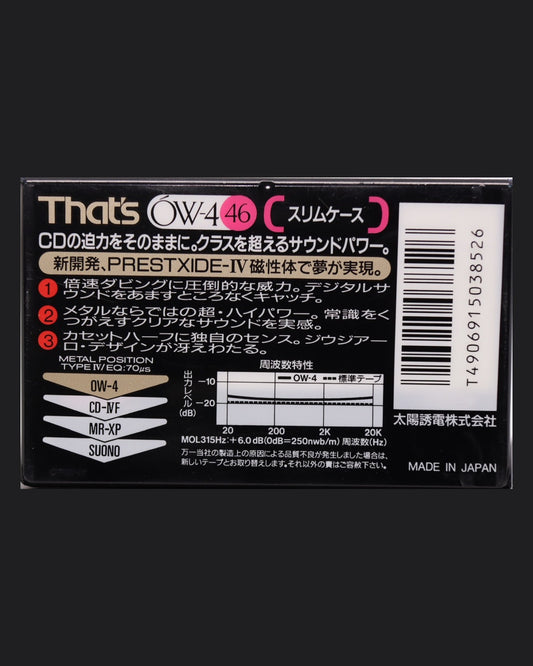 That's OW-4 46 スリムケース
CDの迫力をそのままに。クラスを超えるサウンドパワー。
新開発、PRESTXIDE-IV磁性体で夢が実現。
1 倍速ダビングに圧倒的な威力。デジタルサ
ウンドをあますところなくキャッチ。
2 メタルならではの超・ハイパワー。常識をく
つがえすクリアなサウンドを実感。
3 カセットハーフに独自のセンス。ジウジアー
ロ・デザインが冴えわたる。
METAL POSITION
TYPE IV/EQ:70μs
OW-4
CD-IVF
MR-XP
SUONO
周波数特性
出力レベル(dB)
OW-4 標準テープ
-10
-20
20 200 2K 20K
MOL315Hz:+6.0dB(0dB=250nwb/m) 周波数(Hz)
万一当社の製造上の原因による品質不良が発生しました場合は、
新しいテープとお取り替えします。それ以外の責はご容赦下さい。
T4906915038526
太陽誘電株式会社
MADE IN JAPAN